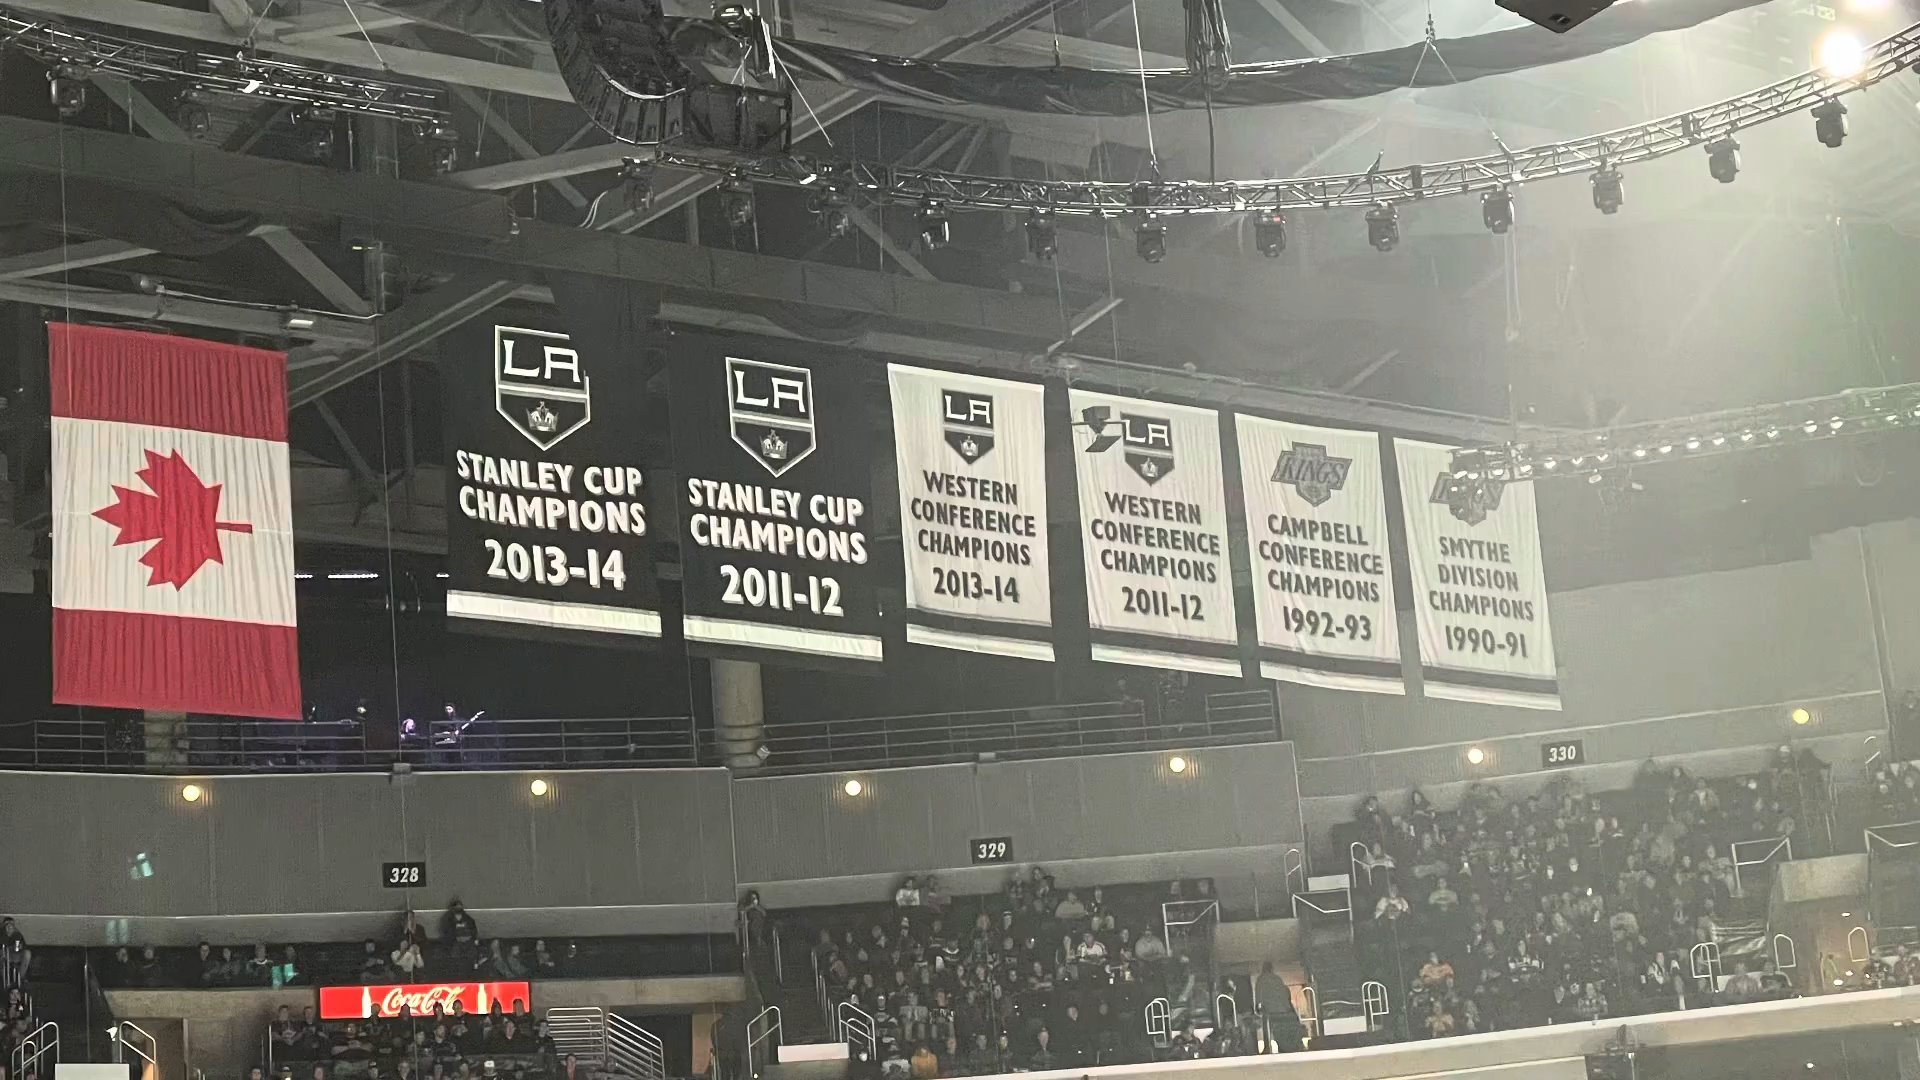 LA
STANLEY CUP
CHAMPIONS
2013-14
LA
STANLEY CUP
CHAMPIONS
2011-12
LA
WESTERN
CONFERENCE
CHAMPIONS
2013-14
LA
WESTERN
CONFERENCE
CHAMPIONS
2011-12
KINGS
CAMPBELL
CONFERENCE
CHAMPIONS
1992-93
KINGS
SMYTHE
DIVISION
CHAMPIONS
1990-91
328
329
330
Coca-Cola